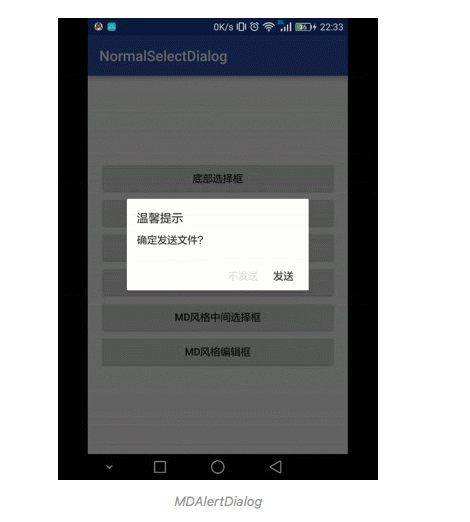 0K/s 22:33
NormalSelectDialog
底部选择框
温馨提示
确定发送文件?
不发送 发送
MD风格中间选择框
MD风格编辑框
MDAlertDialog